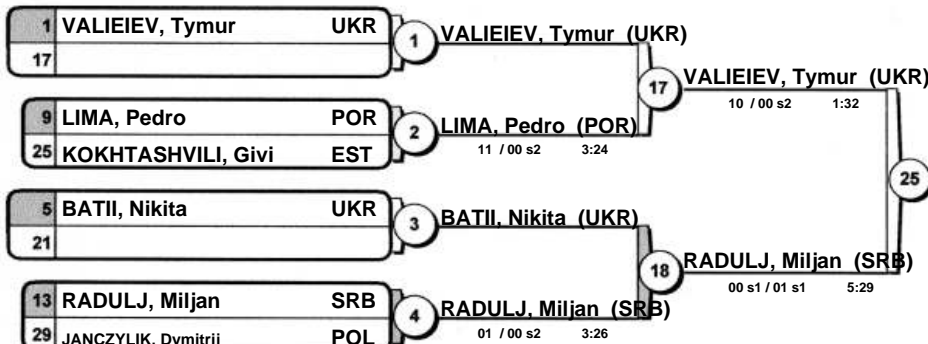 1 VALIEIEV, Tymur UKR
17
1
VALIEIEV, Tymur (UKR)
9 LIMA, Pedro POR
25 KOKHTASHVILI, Givi EST
2
LIMA, Pedro (POR)
11 / 00 s2 3:24
17
VALIEIEV, Tymur (UKR)
10 / 00 s2 1:32
5 BATII, Nikita UKR
21
3
BATII, Nikita (UKR)
13 RADULJ, Miljan SRB
29 JANCZYLIK, Dymitrij POL
4
RADULJ, Miljan (SRB)
01 / 00 s2 3:26
18
RADULJ, Miljan (SRB)
00 s1 / 01 s1 5:29
25